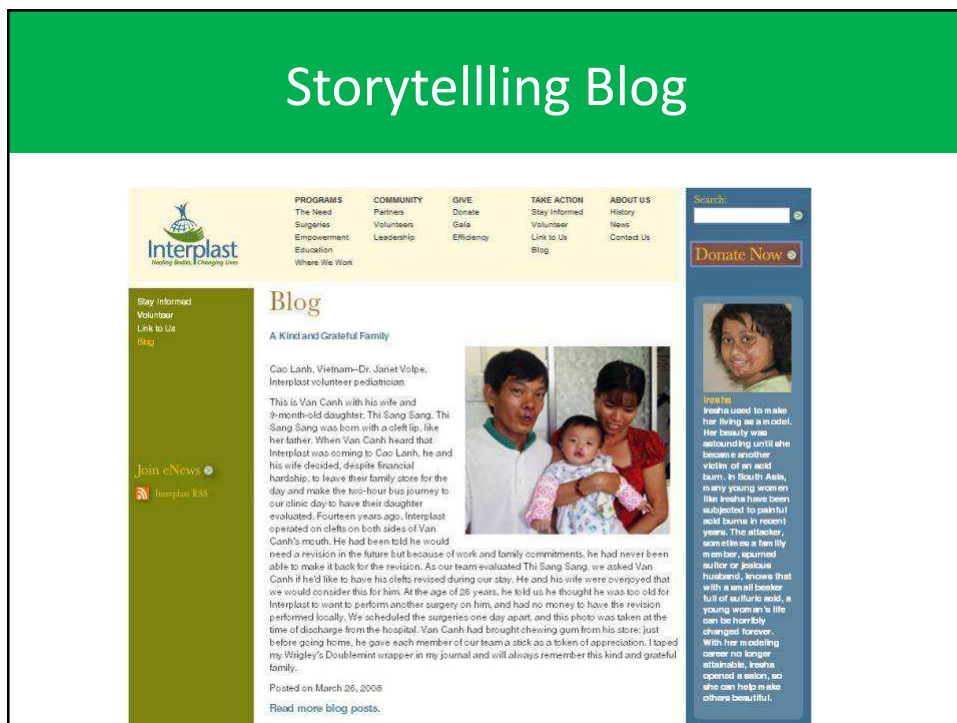 Storytellling Blog
Interplast
Healing Bodies, Changing Lives
PROGRAMS
The Need
Surgeries
Empowerment
Education
Where We Work
COMMUNITY
Partners
Volunteers
Leadership
GIVE
Donate
Gala
Efficiency
TAKE ACTION
Stay Informed
Volunteer
Link to Us
Blog
ABOUT US
History
News
Contact Us
Search:
Donate Now
Stay Informed
Volunteer
Link to Us
Blog
Join eNews
Interplast RSS
Blog
A Kind and Grateful Family
Cao Lanh, Vietnam--Dr. Janet Volpe,
Interplast volunteer pediatrician
This is Van Canh with his wife and
9-month-old daughter, Thi Sang Sang. Thi
Sang Sang was born with a cleft lip, like
her father. When Van Canh heard that
Interplast was coming to Cao Lanh, he and
his wife decided, despite financial
hardship, to leave their family store for the
day and make the two-hour bus journey to
our clinic day to have their daughter
evaluated. Fourteen years ago, Interplast
operated on clefts on both sides of Van
Canh's mouth. He had been told he would
need a revision in the future but because of work and family commitments, he had never been
able to make it back for the revision. As our team evaluated Thi Sang Sang, we asked Van
Canh if he'd like to have his clefts revised during our stay. He and his wife were overjoyed that
we would consider this for him. At the age of 26 years, he told us he thought he was too old for
Interplast to want to perform another surgery on him, and had no money to have the revision
performed locally. We scheduled the surgeries one day apart, and this photo was taken at the
time of discharge from the hospital. Van Canh had brought chewing gum from his store; just
before going home, he gave each member of our team a stick as a token of appreciation. I taped
my Wrigley's Doublemint wrapper in my journal and will always remember this kind and grateful
family.
Posted on March 26, 2008
Read more blog posts.
Iresha
Iresha used to make
her living as a model.
Her beauty was
astounding until she
became another
victim of an acid
burn. In South Asia,
many young women
like Iresha have been
subjected to painful
acid burns in recent
years. The attacker,
sometimes a family
member, spurned
suitor or jealous
husband, knows that
with a small beaker
full of sulfuric acid, a
young woman's life
can be horribly
changed forever.
With her modeling
career no longer
attainable, Iresha
opened a salon, so
she can help make
others beautiful.